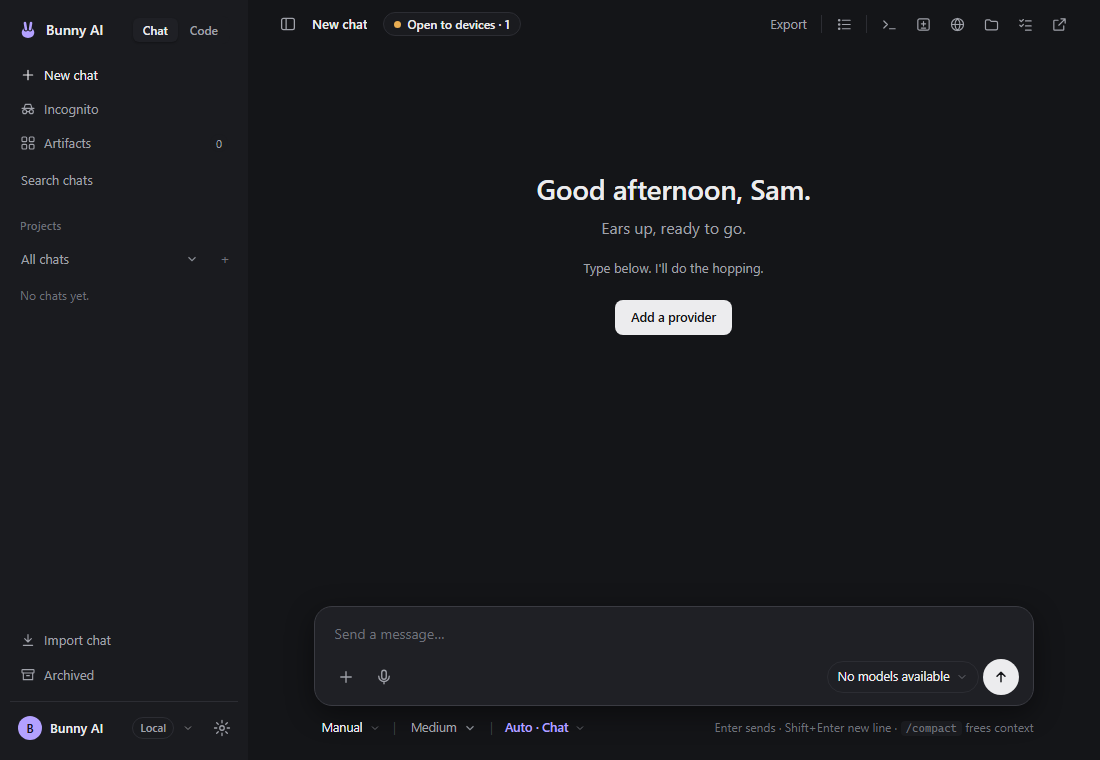 Bunny AI
Chat
Code
New chat
Incognito
Artifacts
0
Search chats
Projects
All chats
No chats yet.
Import chat
Archived
B
Bunny AI
Local
New chat
Open to devices · 1
Export
Good afternoon, Sam.
Ears up, ready to go.
Type below. I'll do the hopping.
Add a provider
Send a message...
No models available
Manual
Medium
Auto · Chat
Enter sends · Shift+Enter new line · /compact frees context